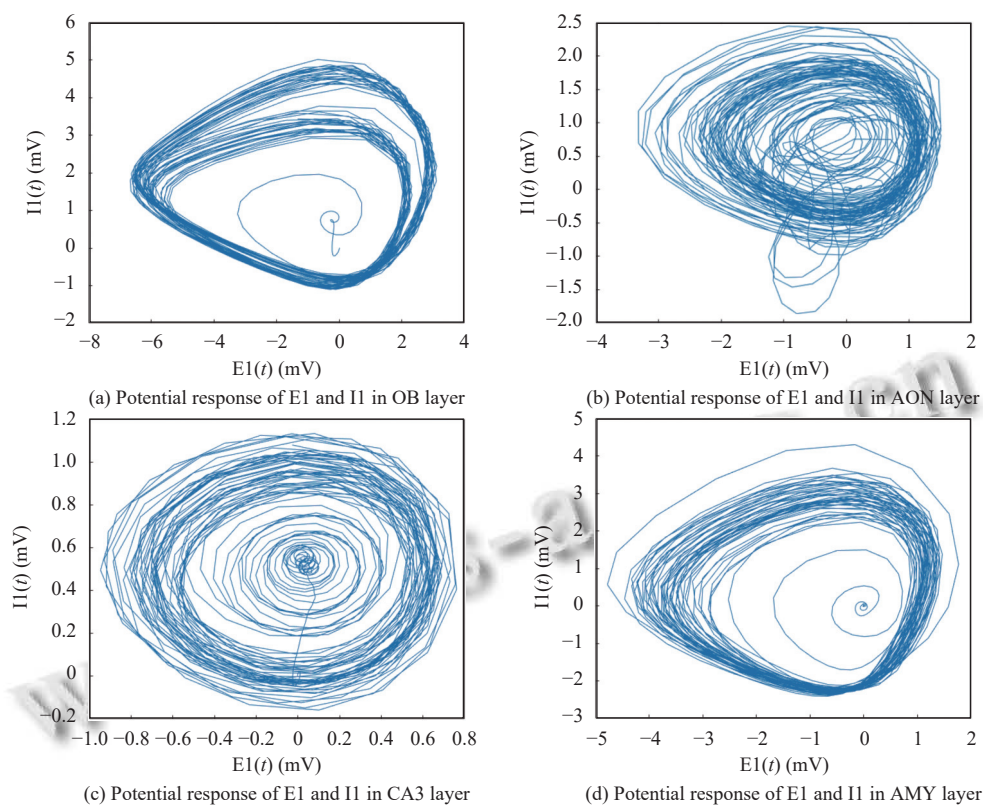 6
5
4
3
2
1
0
−1
−2
I1(t) (mV)
−8 −6 −4 −2 0 2 4
E1(t) (mV)
(a) Potential response of E1 and I1 in OB layer
2.5
2.0
1.5
1.0
0.5
0
−0.5
−1.0
−1.5
2.0
I1(t) (mV)
−4 −3 −2 −1 0 1 2
E1(t) (mV)
(b) Potential response of E1 and I1 in AON layer
1.2
1.0
0.8
0.6
0.4
0.2
0
−0.2
I1(t) (mV)
−1.0 −0.8 −0.6 −0.4 −0.2 0 0.2 0.4 0.6 0.8
E1(t) (mV)
(c) Potential response of E1 and I1 in CA3 layer
5
4
3
2
1
0
−1
−2
−3
I1(t) (mV)
−5 −4 −3 −2 −1 0 1 2
E1(t) (mV)
(d) Potential response of E1 and I1 in AMY layer